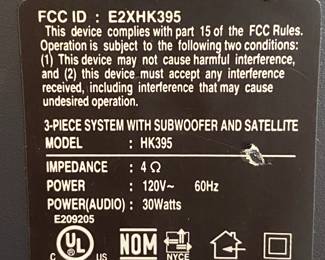 FCC ID : E2XHK395
This device complies with part 15 of the FCC Rules.
Operation is subject to the following two conditions:
(1) This device may not cause harmful interference,
and (2) this device must accept any interference
received, including interference that may cause
undesired operation.
3-PIECE SYSTEM WITH SUBWOOFER AND SATELLITE
MODEL : HK395
IMPEDANCE : 4 Ω
POWER : 120V~ 60Hz
POWER(AUDIO) : 30Watts
E209205
UL NOM NYCE